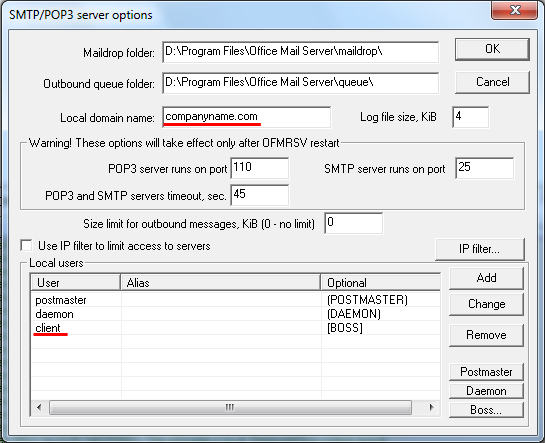 SMTP/POP3 server options
Maildrop folder: D:\Program Files\Office Mail Server\maildrop\ OK
Outbound queue folder: D:\Program Files\Office Mail Server\queue\ Cancel
Local domain name: companyname.com Log file size, KiB 4
Warning! These options will take effect only after OFMRSV restart
POP3 server runs on port 110 SMTP server runs on port 25
POP3 and SMTP servers timeout, sec. 45
Size limit for outbound messages, KiB (0 - no limit) 0
Use IP filter to limit access to servers IP filter...
Local users
User Alias Optional Add
postmaster (POSTMASTER)
daemon (DAEMON) Change
client [BOSS]
Remove
Postmaster
Daemon
Boss...